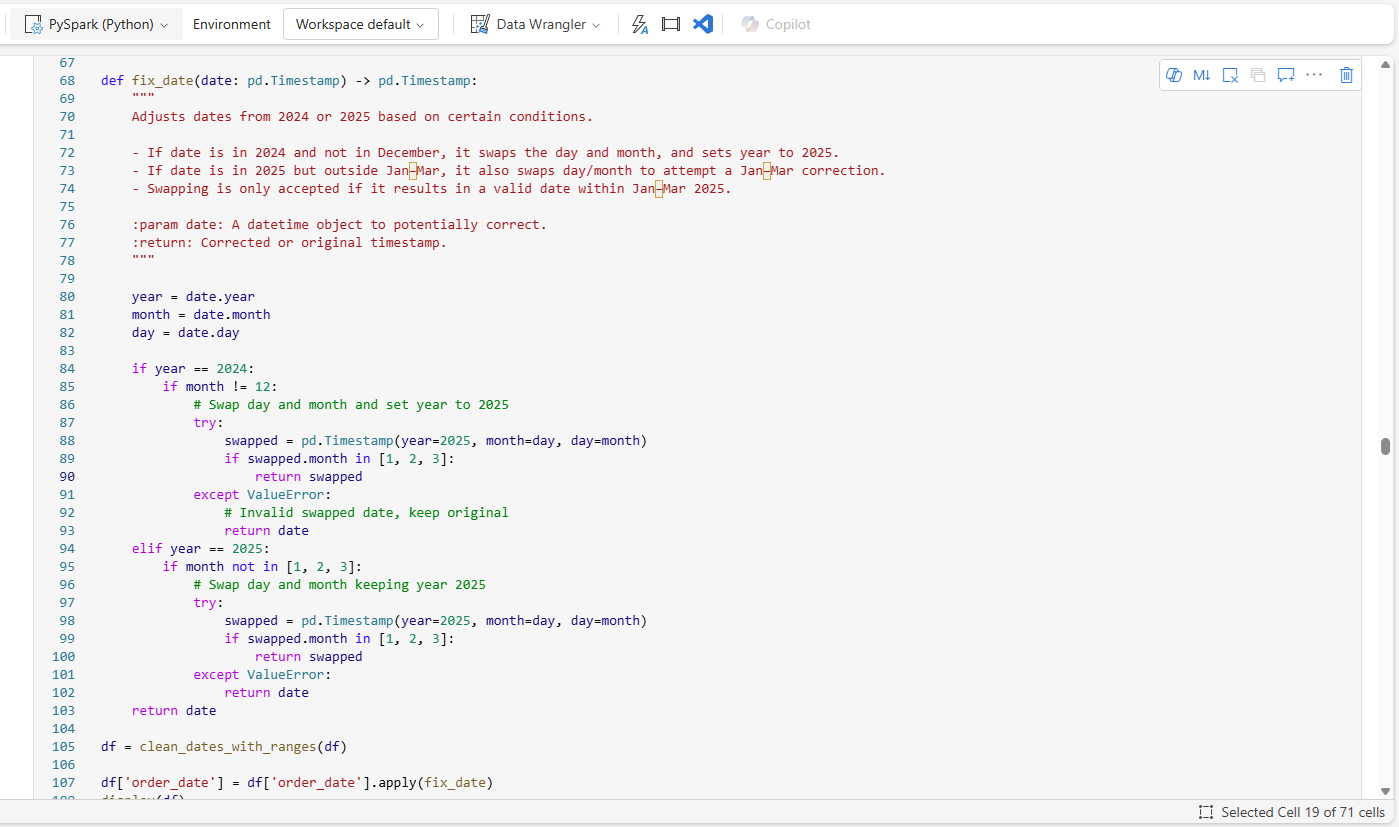 PySpark (Python) Environment Workspace default Data Wrangler Copilot
67
68 def fix_date(date: pd.Timestamp) -> pd.Timestamp:
69 """
70 Adjusts dates from 2024 or 2025 based on certain conditions.
71
72 - If date is in 2024 and not in December, it swaps the day and month, and sets year to 2025.
73 - If date is in 2025 but outside Jan–Mar, it also swaps day/month to attempt a Jan–Mar correction.
74 - Swapping is only accepted if it results in a valid date within Jan–Mar 2025.
75
76 :param date: A datetime object to potentially correct.
77 :return: Corrected or original timestamp.
78 """
79
80 year = date.year
81 month = date.month
82 day = date.day
83
84 if year == 2024:
85 if month != 12:
86 # Swap day and month and set year to 2025
87 try:
88 swapped = pd.Timestamp(year=2025, month=day, day=month)
89 if swapped.month in [1, 2, 3]:
90 return swapped
91 except ValueError:
92 # Invalid swapped date, keep original
93 return date
94 elif year == 2025:
95 if month not in [1, 2, 3]:
96 # Swap day and month keeping year 2025
97 try:
98 swapped = pd.Timestamp(year=2025, month=day, day=month)
99 if swapped.month in [1, 2, 3]:
100 return swapped
101 except ValueError:
102 return date
103 return date
104
105 df = clean_dates_with_ranges(df)
106
107 df['order_date'] = df['order_date'].apply(fix_date)
108 display(df)
M↓
Selected Cell 19 of 71 cells